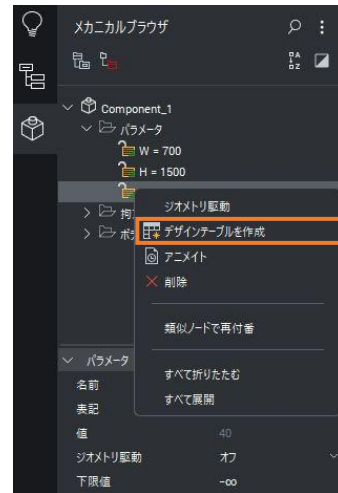 メカニカルブラウザ
Component_1
パラメータ
W = 700
H = 1500
ジオメトリ駆動
デザインテーブルを作成
アニメイト
削除
類似ノードで再付番
すべて折りたたむ
すべて展開
パラメータ
名前
表記
値 40
ジオメトリ駆動 オフ
下限値 -∞